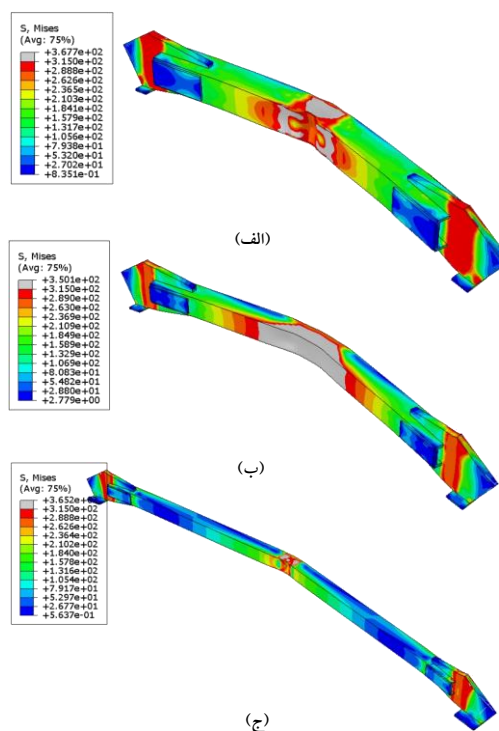 S, Mises
(Avg: 75%)
+3.677e+02
+3.150e+02
+2.888e+02
+2.626e+02
+2.365e+02
+2.103e+02
+1.841e+02
+1.579e+02
+1.317e+02
+1.056e+02
+7.938e+01
+5.320e+01
+2.702e+01
+8.351e-01
(الف)
S, Mises
(Avg: 75%)
+3.501e+02
+3.150e+02
+2.890e+02
+2.630e+02
+2.369e+02
+2.109e+02
+1.849e+02
+1.589e+02
+1.329e+02
+1.069e+02
+8.083e+01
+5.482e+01
+2.880e+01
+2.779e+00
(ب)
S, Mises
(Avg: 75%)
+3.652e+02
+3.150e+02
+2.888e+02
+2.626e+02
+2.364e+02
+2.102e+02
+1.840e+02
+1.578e+02
+1.316e+02
+1.054e+02
+7.917e+01
+5.297e+01
+2.677e+01
+5.637e-01
(ج)